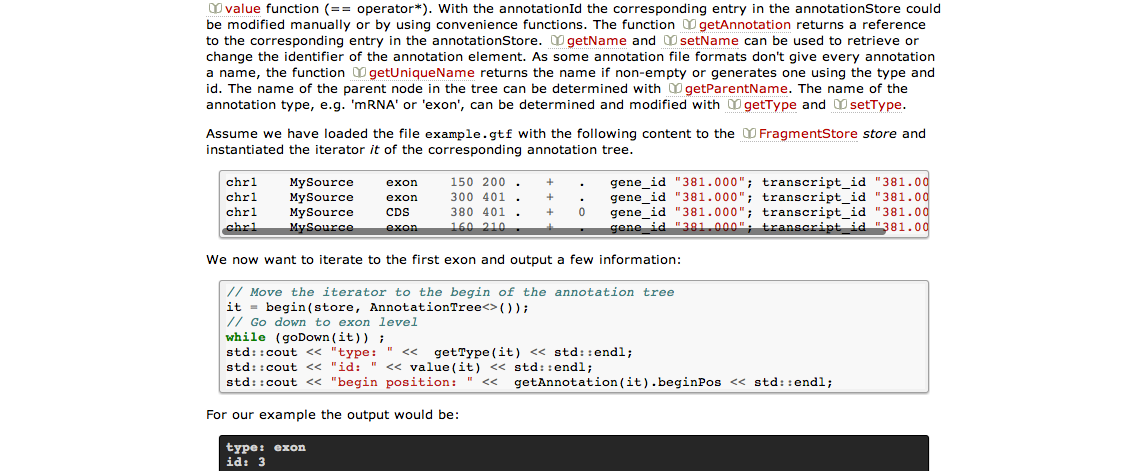 value function (== operator*). With the annotationId the corresponding entry in the annotationStore could
be modified manually or by using convenience functions. The function getAnnotation returns a reference
to the corresponding entry in the annotationStore. getName and setName can be used to retrieve or
change the identifier of the annotation element. As some annotation file formats don't give every annotation
a name, the function getUniqueName returns the name if non-empty or generates one using the type and
id. The name of the parent node in the tree can be determined with getParentName. The name of the
annotation type, e.g. 'mRNA' or 'exon', can be determined and modified with getType and setType.
Assume we have loaded the file example.gtf with the following content to the FragmentStore store and
instantiated the iterator it of the corresponding annotation tree.
chr1 MySource exon 150 200 . + . gene_id "381.000"; transcript_id "381.00
chr1 MySource exon 300 401 . + . gene_id "381.000"; transcript_id "381.00
chr1 MySource CDS 380 401 . + 0 gene_id "381.000"; transcript_id "381.00
chr1 MySource exon 160 210 . + . gene_id "381.000"; transcript_id "381.00
We now want to iterate to the first exon and output a few information:
// Move the iterator to the begin of the annotation tree
it = begin(store, AnnotationTree<>());
// Go down to exon level
while (goDown(it)) ;
std::cout << "type: " << getType(it) << std::endl;
std::cout << "id: " << value(it) << std::endl;
std::cout << "begin position: " << getAnnotation(it).beginPos << std::endl;
For our example the output would be:
type: exon
id: 3